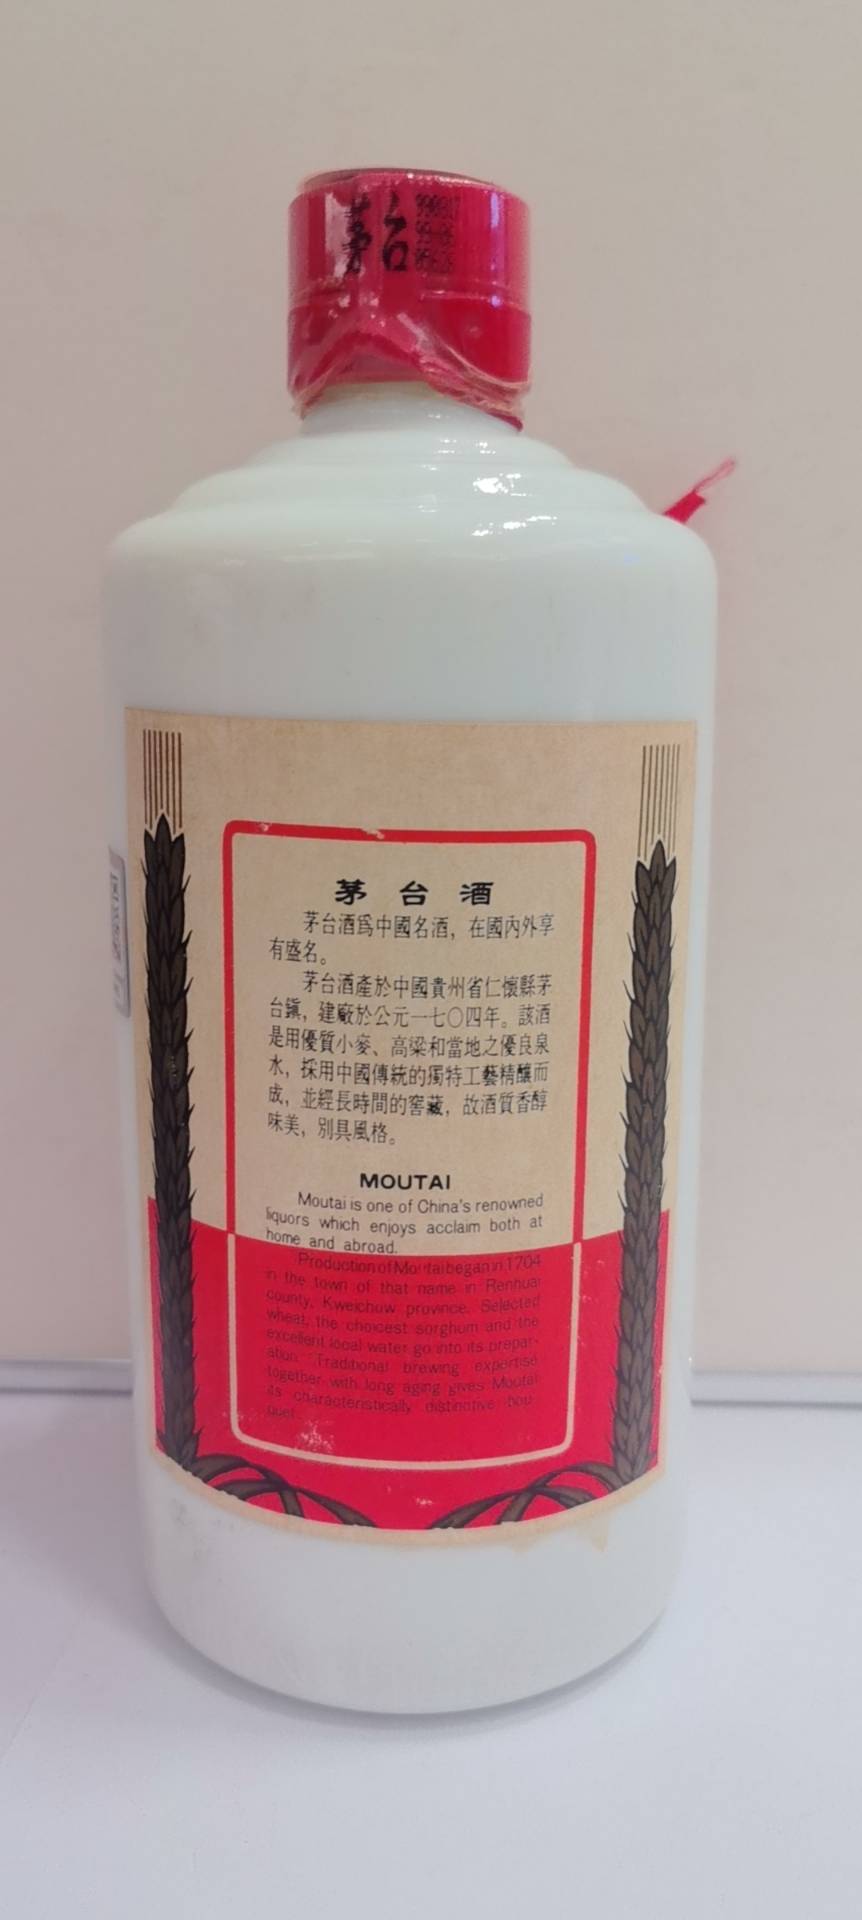 茅台
99-06
茅台酒
茅台酒爲中國名酒，在國內外享
有盛名。
茅台酒產於中國貴州省仁懷縣茅
台鎮，建廠於公元一七〇四年。該酒
是用優質小麥、高粱和當地之優良泉
水，採用中國傳統的獨特工藝精釀而
成，並經長時間的窖藏，故酒質香醇
味美，別具風格。
MOUTAI
Moutai is one of China's renowned
liquors which enjoys acclaim both at
home and abroad.
Production of Moutai began in 1704
in the town of that name in Renhuai
county, Kweichow province. Selected
wheat, the choicest sorghum and the
excellent local water go into its prepar-
ation. Traditional brewing expertise
together with long aging gives Moutai
its characteristically distinctive bou-
quet.